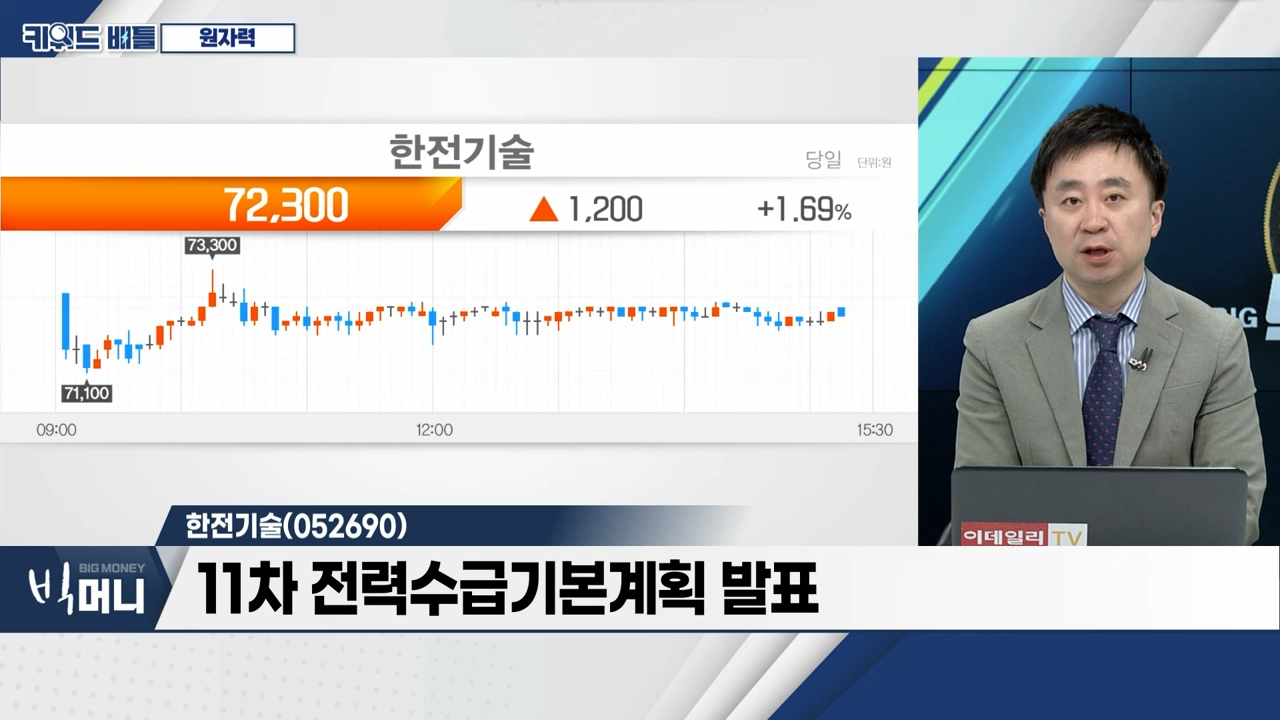 키워드 배틀
원자력
한전기술
당일 단위:원
72,300 ▲ 1,200 +1.69%
73,300
71,100
09:00 12:00 15:30
BIG
이데일리 TV
한전기술(052690)
BIG MONEY
빅머니
11차 전력수급기본계획 발표